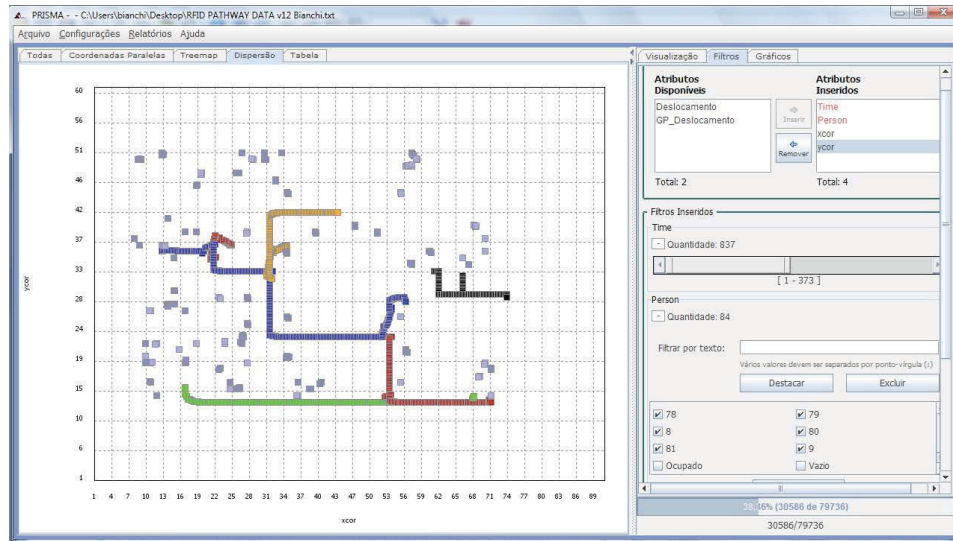 PRISMA - - C:\Users\bianchi\Desktop\RFID PATHWAY DATA v12 Bianchi.txt
Arquivo Configurações Relatórios Ajuda
Todas Coordenadas Paralelas Treemap Dispersão Tabela
60
56
51
46
42
37
33
28
24
19
15
10
6
1
ycor
1 4 7 10 13 16 19 22 25 28 31 34 37 40 43 47 50 53 56 59 62 65 68 71 74 77 80 83 86 89
xcor
Visualização Filtros Gráficos
Atributos Disponíveis
Deslocamento
GP_Deslocamento
Total: 2
Inserir
Remover
Atributos Inseridos
Time
Person
xcor
ycor
Total: 4
Filtros Inseridos
Time
- Quantidade: 837
[ 1 - 373 ]
Person
- Quantidade: 84
Filtrar por texto:
Vários valores devem ser separados por ponto-vírgula (;)
Destacar Excluir
78 79
8 80
81 9
Ocupado Vazio
38,46% (30586 de 79736)
30586/79736